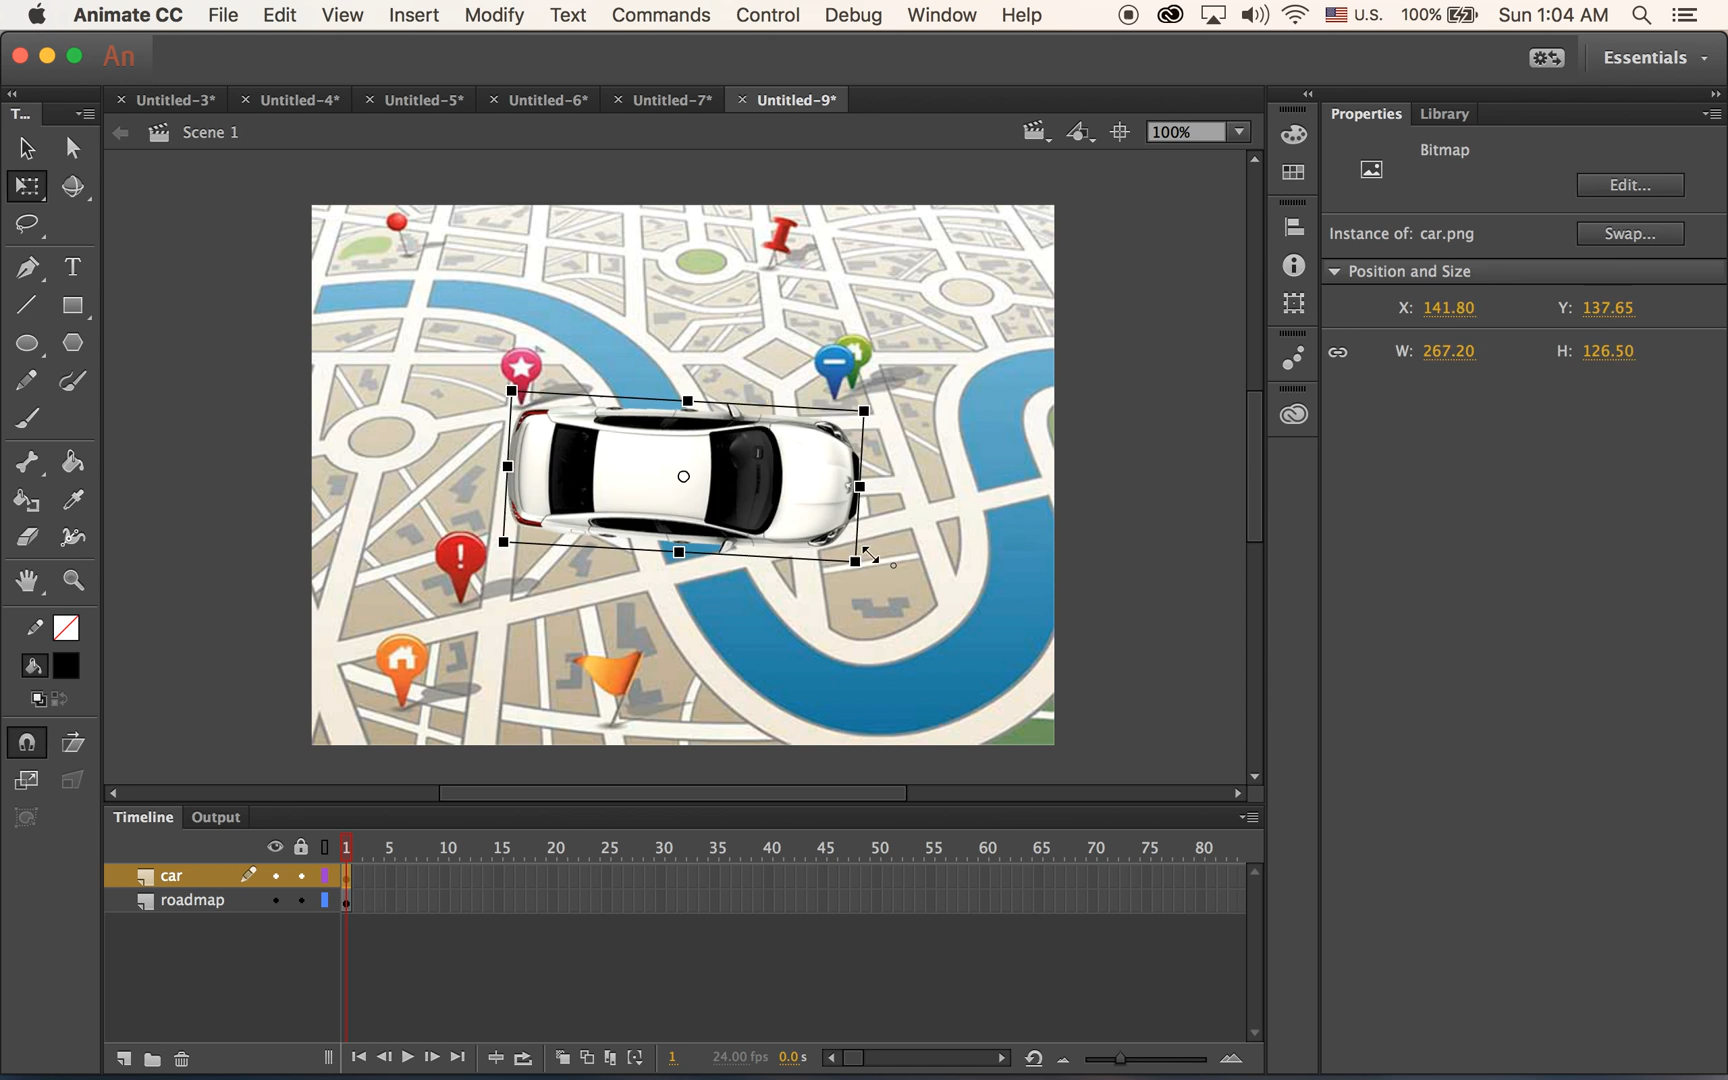 Animate CC File Edit View Insert Modify Text Commands Control Debug Window Help U.S. 100% Sun 1:04 AM
An Essentials
Untitled-3* Untitled-4* Untitled-5* Untitled-6* Untitled-7* Untitled-9*
T... Properties Library
Scene 1 100%
Bitmap
Edit...
Instance of: car.png Swap...
Position and Size
X: 141.80 Y: 137.65
W: 267.20 H: 126.50
T
!
Timeline Output
1 5 10 15 20 25 30 35 40 45 50 55 60 65 70 75 80
car
roadmap
1 24.00 fps 0.0 s